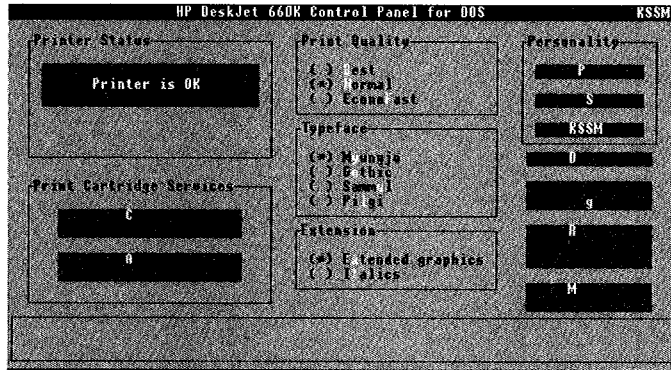 HP DeskJet 660K Control Panel for DOS
KSSM
Printer Status
Printer is OK
Print Cartridge Services
C
A
Print Quality
( ) Best
(*) Normal
( ) EconoFast
Typeface
(*) Myungjo
( ) Gothic
( ) Sammul
( ) Pilgi
Extension
(*) Extended graphics
( ) Italics
Personality
P
S
KSSM
O
g
R
M